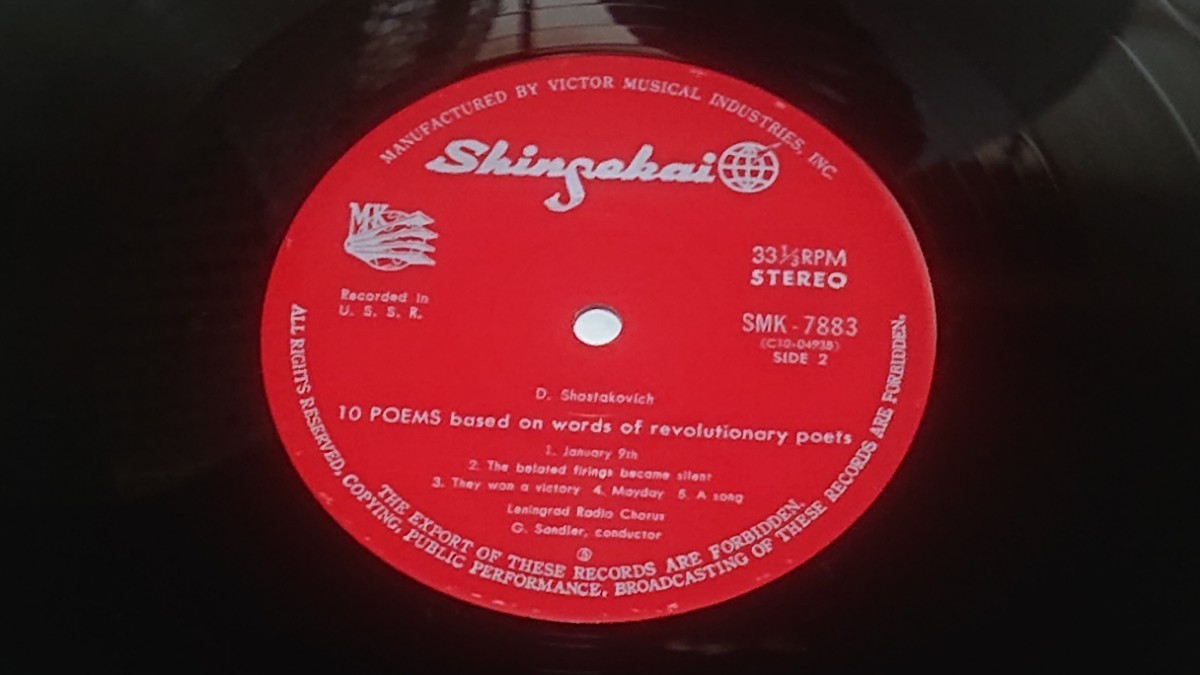 MANUFACTURED BY VICTOR MUSICAL INDUSTRIES, INC.
Shinsekai
MK
Recorded in
U. S. S. R.
33⅓RPM
STEREO
SMK-7883
(C10-04938)
SIDE 2
D. Shostakovich
10 POEMS based on words of revolutionary poets
1. January 9th
2. The belated firings became silent
3. They won a victory 4. Mayday 5. A song
Leningrad Radio Chorus
G. Sandler, conductor
THE EXPORT OF THESE RECORDS ARE FORBIDDEN.
ALL RIGHTS RESERVED, COPYING, PUBLIC PERFORMANCE, BROADCASTING OF THESE RECORDS ARE FORBIDDEN.